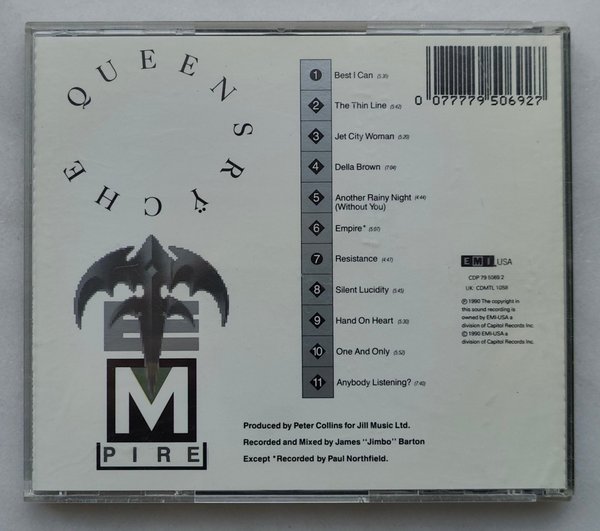 QUEENSRŸCHE
E
M
PIRE
1 Best I Can (5:35)
2 The Thin Line (5:42)
3 Jet City Woman (5:20)
4 Della Brown (7:04)
5 Another Rainy Night (4:44)
(Without You)
6 Empire* (5:07)
7 Resistance (4:47)
8 Silent Lucidity (5:45)
9 Hand On Heart (5:30)
10 One And Only (5:52)
11 Anybody Listening? (7:40)
0 077779 506927
EMI USA
CDP 79 5069 2
UK: CDMTL 1058
℗ 1990 The copyright in
this sound recording is
owned by EMI-USA a
division of Capitol Records Inc.
© 1990 EMI-USA a
division of Capitol Records Inc.
Produced by Peter Collins for Jill Music Ltd.
Recorded and Mixed by James "Jimbo" Barton
Except *Recorded by Paul Northfield.